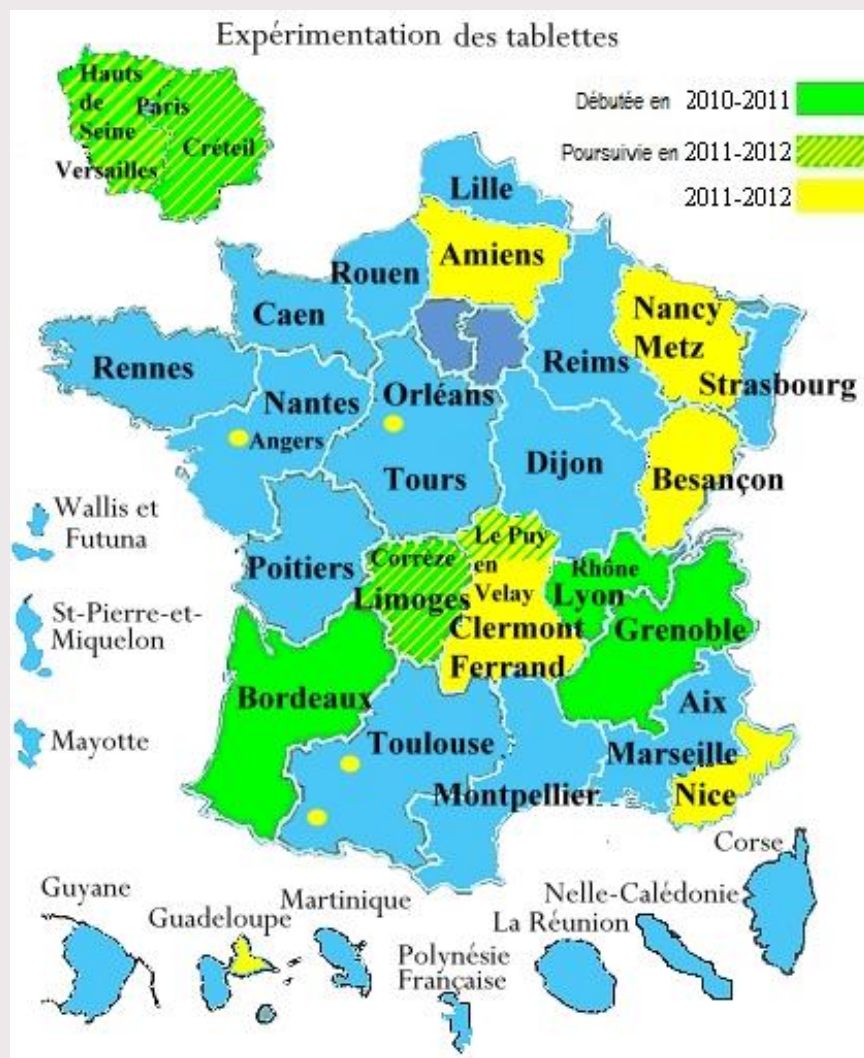 Expérimentation des tablettes
Débutée en 2010-2011
Poursuivie en 2011-2012
2011-2012
Hauts
de
Seine
Paris
Créteil
Versailles
Lille
Amiens
Rouen
Caen
Nancy
Metz
Reims
Strasbourg
Rennes
Nantes
Angers
Orléans
Tours
Dijon
Besançon
Wallis et
Futuna
Poitiers
Corrèze
Limoges
Le Puy
en
Velay
Clermont
Ferrand
Rhône
Lyon
Grenoble
St-Pierre-et-
Miquelon
Bordeaux
Aix
Marseille
Mayotte
Toulouse
Montpellier
Nice
Corse
Guyane
Guadeloupe
Martinique
Polynésie
Française
La Réunion
Nelle-Calédonie